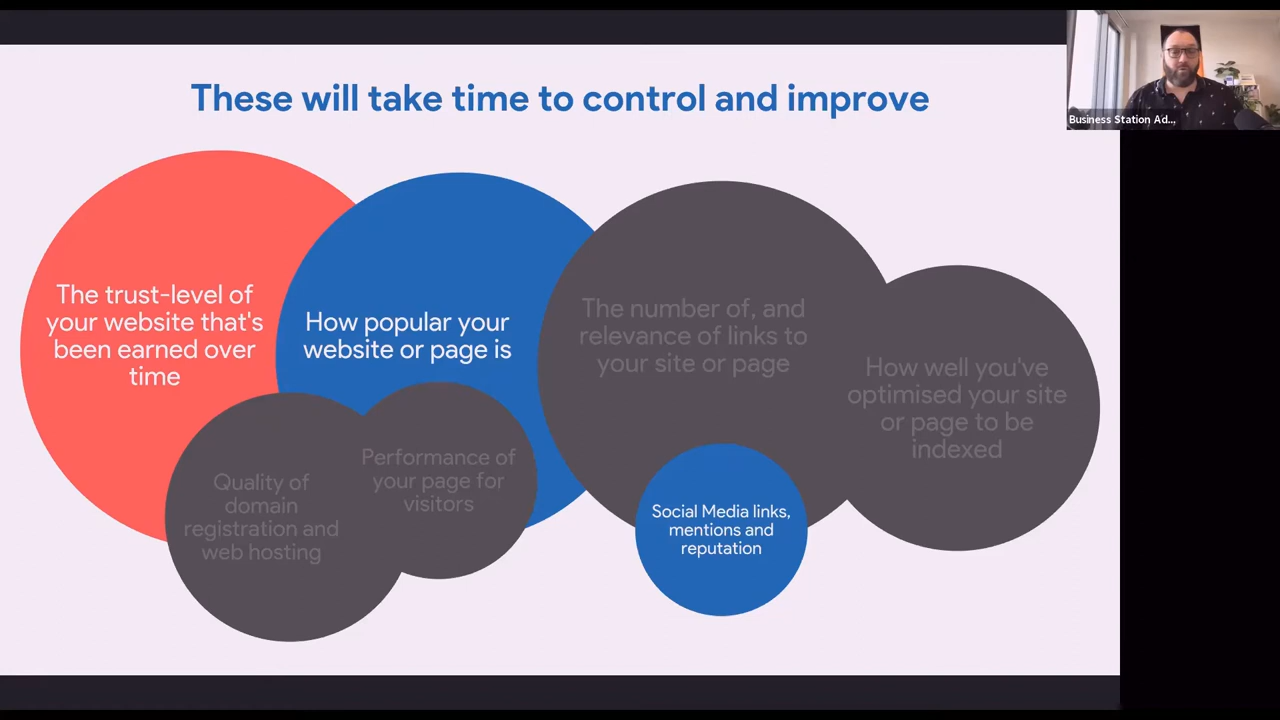 These will take time to control and improve
Business Station Ad...
The trust-level of
your website that's
been earned over
time
How popular your
website or page is
The number of, and
relevance of links to
your site or page
How well you've
optimised your site
or page to be
indexed
Quality of
domain
registration and
web hosting
Performance of
your page for
visitors
Social Media links,
mentions and
reputation